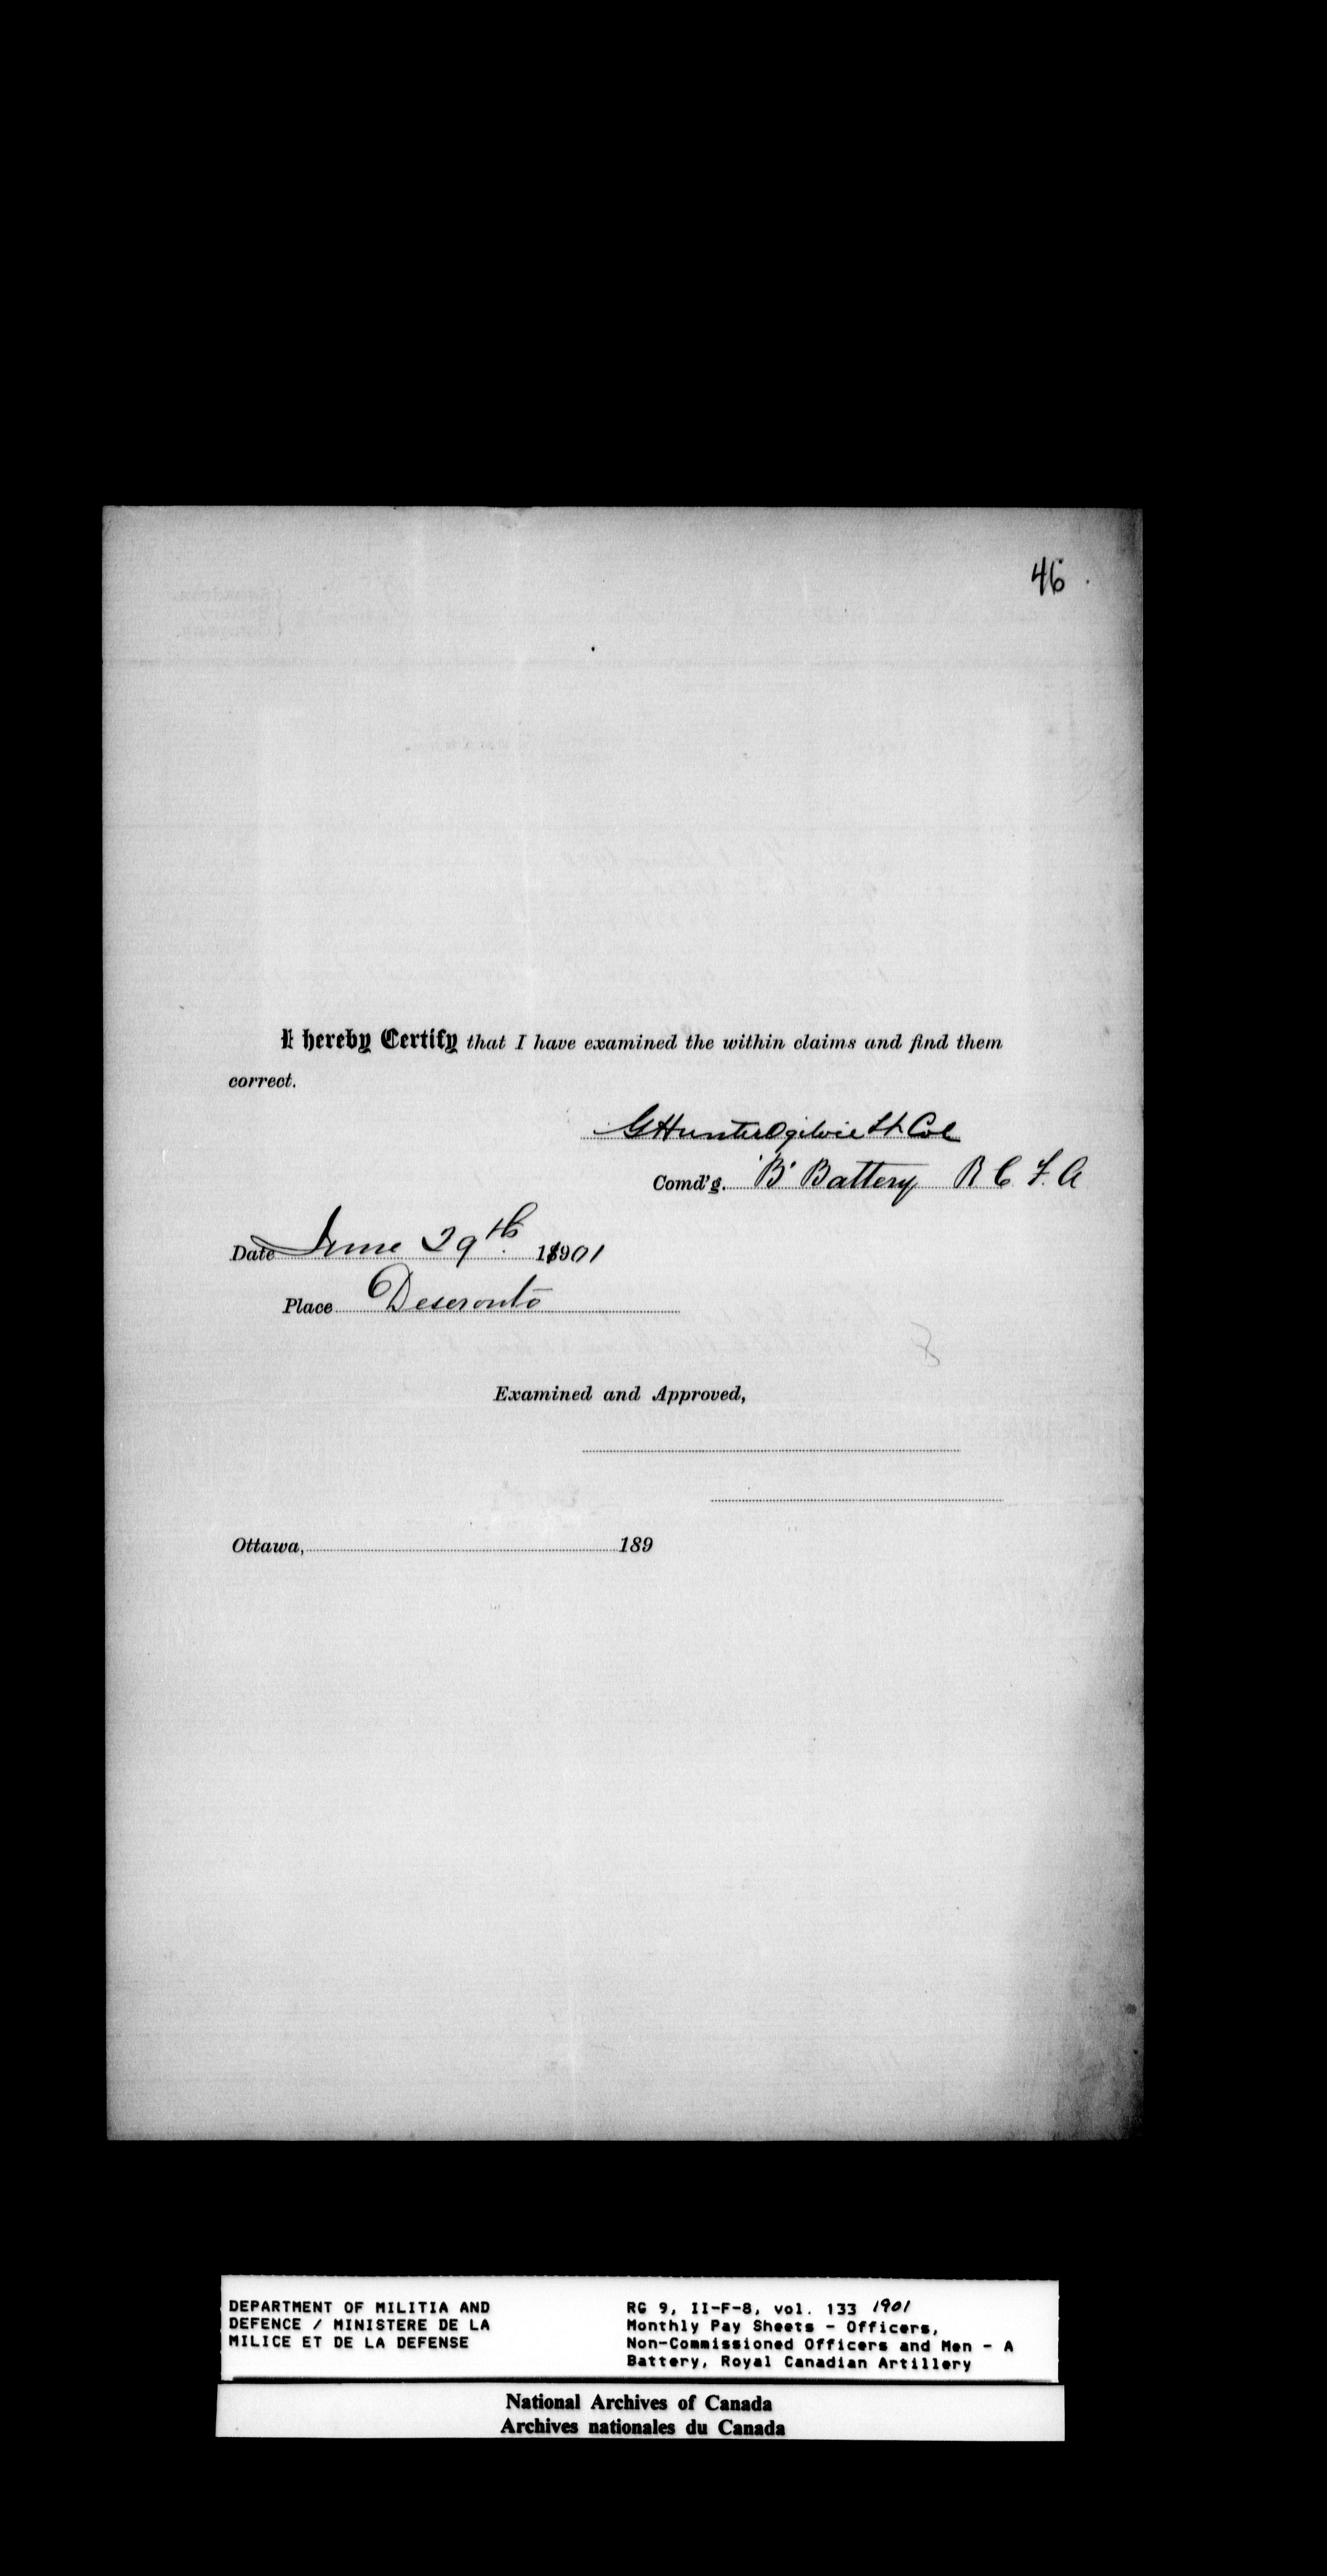 46
I hereby Certify that I have examined the within claims and find them
correct.
G Hunter Ogilvie Lt. Col
Comd'g. 'B' Battery R C F. A
Date June 29th 1901
Place Deseronto
Examined and Approved,
Ottawa, 189
DEPARTMENT OF MILITIA AND
DEFENCE / MINISTERE DE LA
MILICE ET DE LA DEFENSE
RG 9, II-F-8, vol. 133 1901
Monthly Pay Sheets - Officers,
Non-Commissioned Officers and Men - A
Battery, Royal Canadian Artillery
National Archives of Canada
Archives nationales du Canada